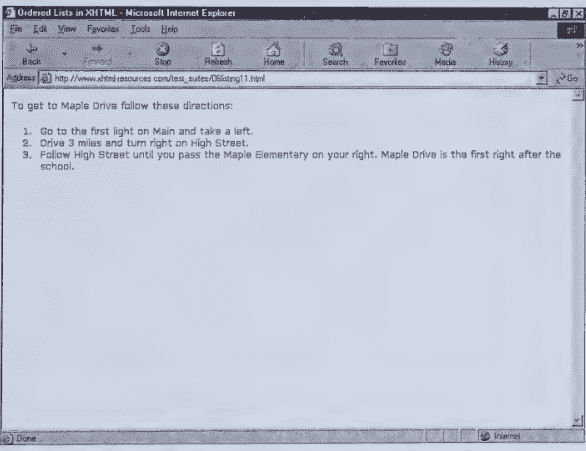 Ordered Lists in XHTML - Microsoft Internet Explorer
File Edit View Favorites Tools Help
Back Forward Stop Refresh Home Search Favorites Media History »
Address http://www.xhtml-resources.com/test_suites/06listing11.html Go
To get to Maple Drive follow these directions:
1. Go to the first light on Main and take a left.
2. Drive 3 miles and turn right on High Street.
3. Follow High Street until you pass the Maple Elementary on your right. Maple Drive is the first right after the
school.
Done Internet